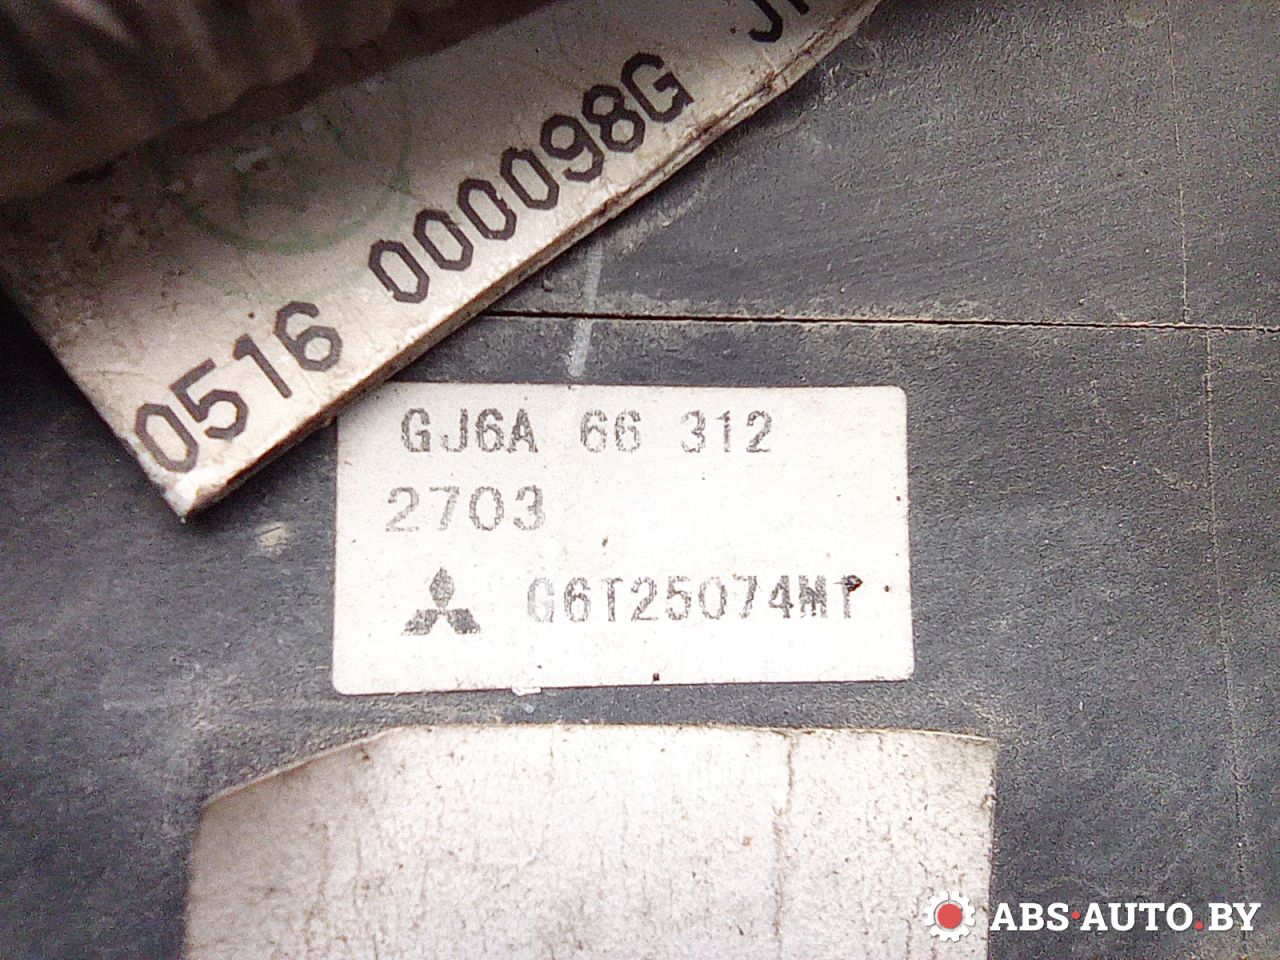 0516 000098G
GJ6A 66 312
2703
G6T25074MT
ABS·AUTO.BY